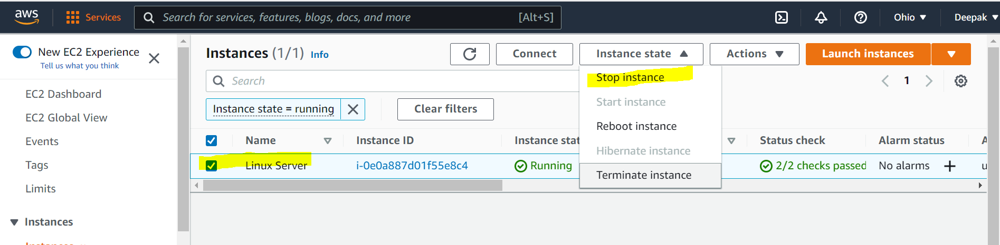 aws Services Search for services, features, blogs, docs, and more [Alt+S] Ohio Deepak
New EC2 Experience
Tell us what you think
EC2 Dashboard
EC2 Global View
Events
Tags
Limits
Instances
Instances
Instances (1/1) Info Connect Instance state Actions Launch instances
Search 1
Stop instance
Start instance
Reboot instance
Hibernate instance
Terminate instance
Instance state = running Clear filters
Name Instance ID Instance stat Status check Alarm status A
Linux Server i-0e0a887d01f55e8c4 Running 2/2 checks passed No alarms + u